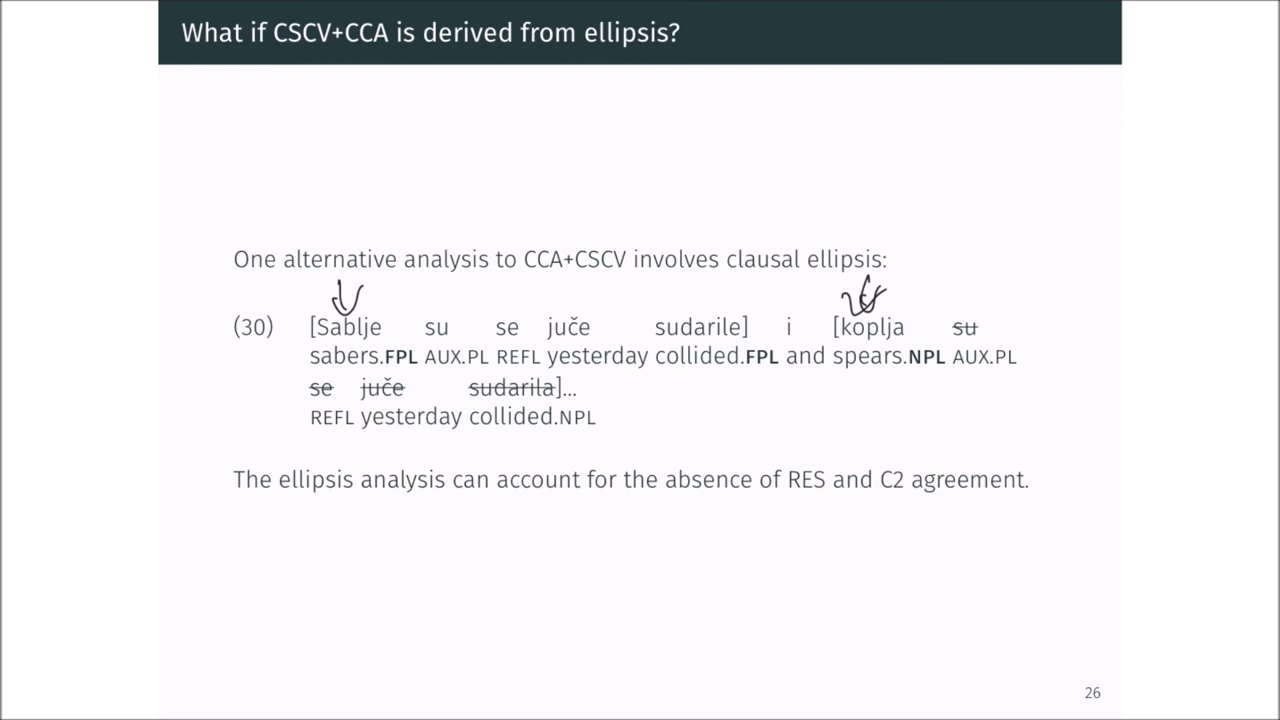 What if CSCV+CCA is derived from ellipsis?
One alternative analysis to CCA+CSCV involves clausal ellipsis:
(30) [Sablje su se juče sudarile] i [koplja su
sabers.FPL AUX.PL REFL yesterday collided.FPL and spears.NPL AUX.PL
se juče sudarila]...
REFL yesterday collided.NPL
The ellipsis analysis can account for the absence of RES and C2 agreement.
26